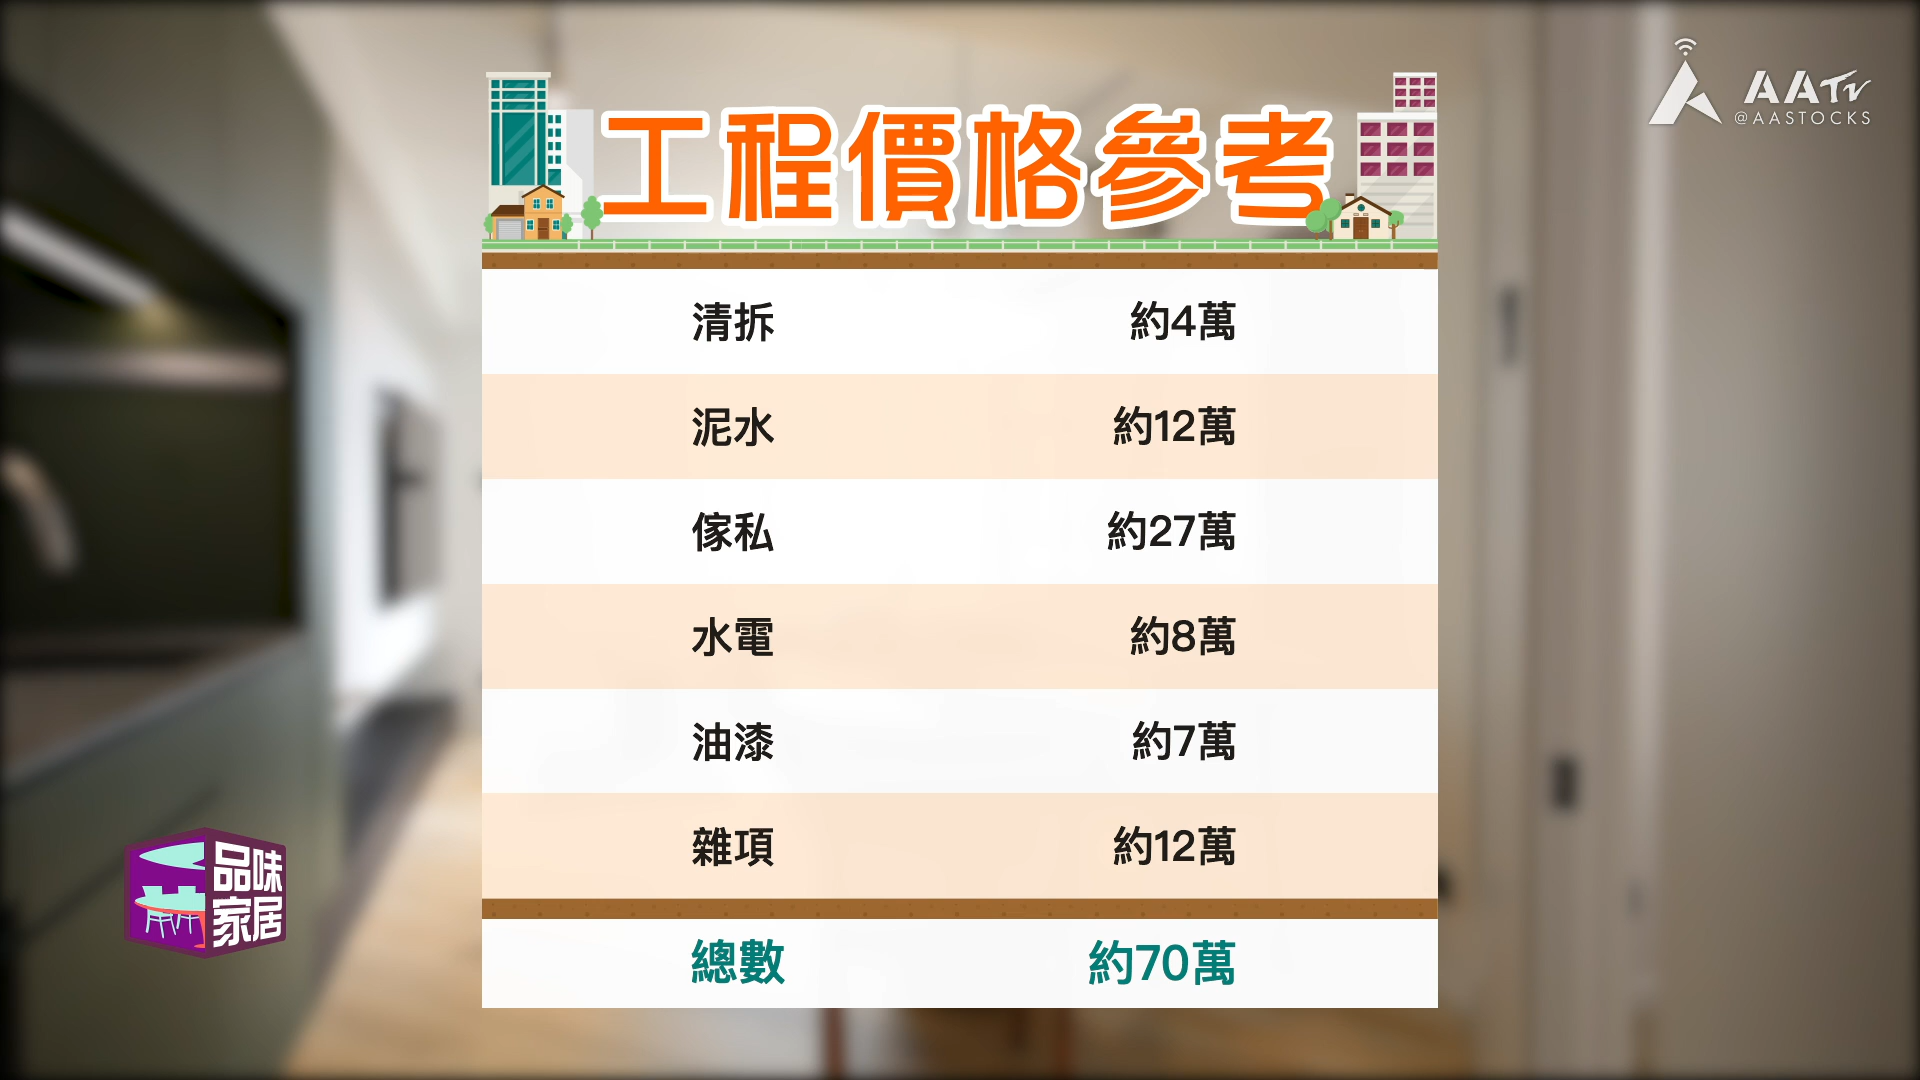 AATV
@AASTOCKS
工程價格參考
清拆 約4萬
泥水 約12萬
傢私 約27萬
水電 約8萬
油漆 約7萬
雜項 約12萬
總數 約70萬
品味
家居